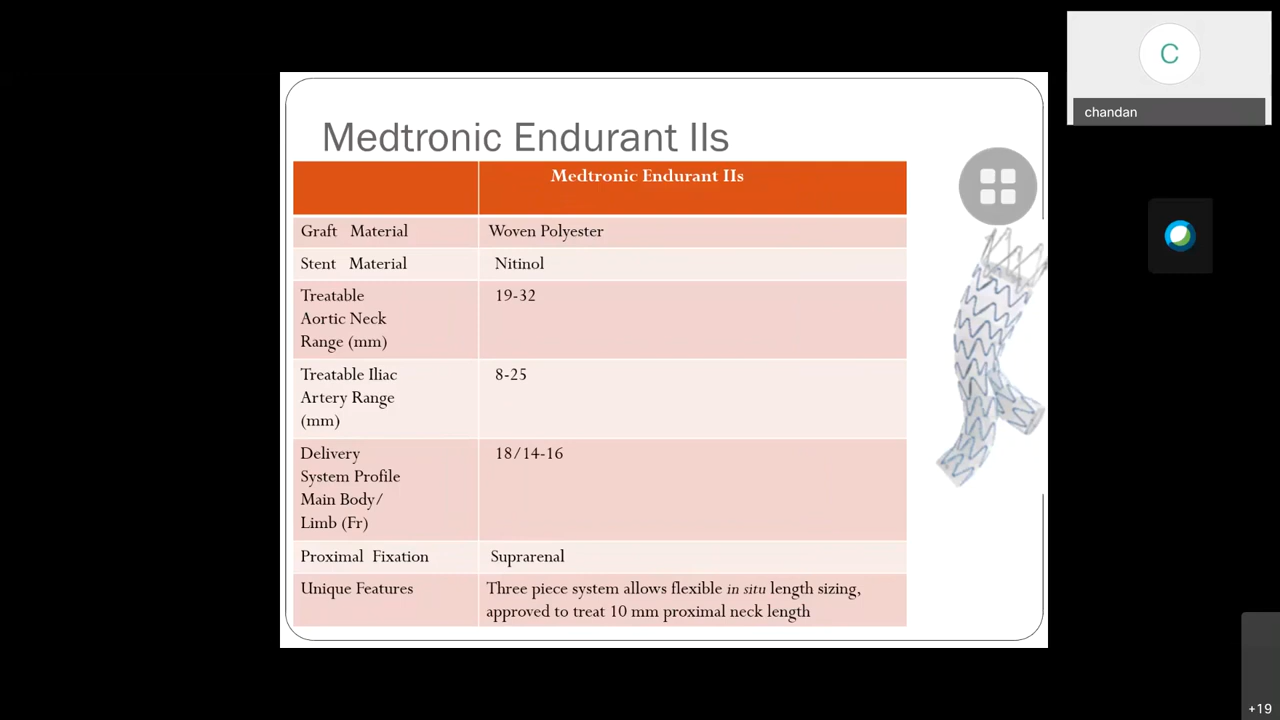 C
chandan
Medtronic Endurant IIs
Medtronic Endurant IIs
Graft Material
Woven Polyester
Stent Material
Nitinol
Treatable
Aortic Neck
Range (mm)
19-32
Treatable Iliac
Artery Range
(mm)
8-25
Delivery
System Profile
Main Body/
Limb (Fr)
18/14-16
Proximal Fixation
Suprarenal
Unique Features
Three piece system allows flexible in situ length sizing,
approved to treat 10 mm proximal neck length
+19